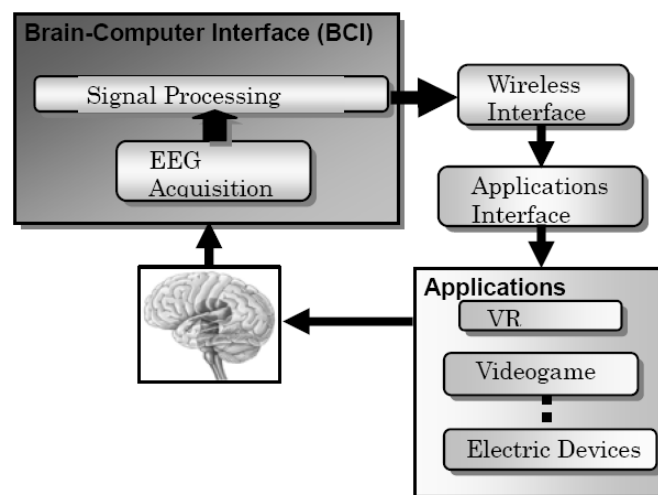 Brain-Computer Interface (BCI)
Signal Processing
EEG
Acquisition
Wireless
Interface
Applications
Interface
Applications
VR
Videogame
Electric Devices